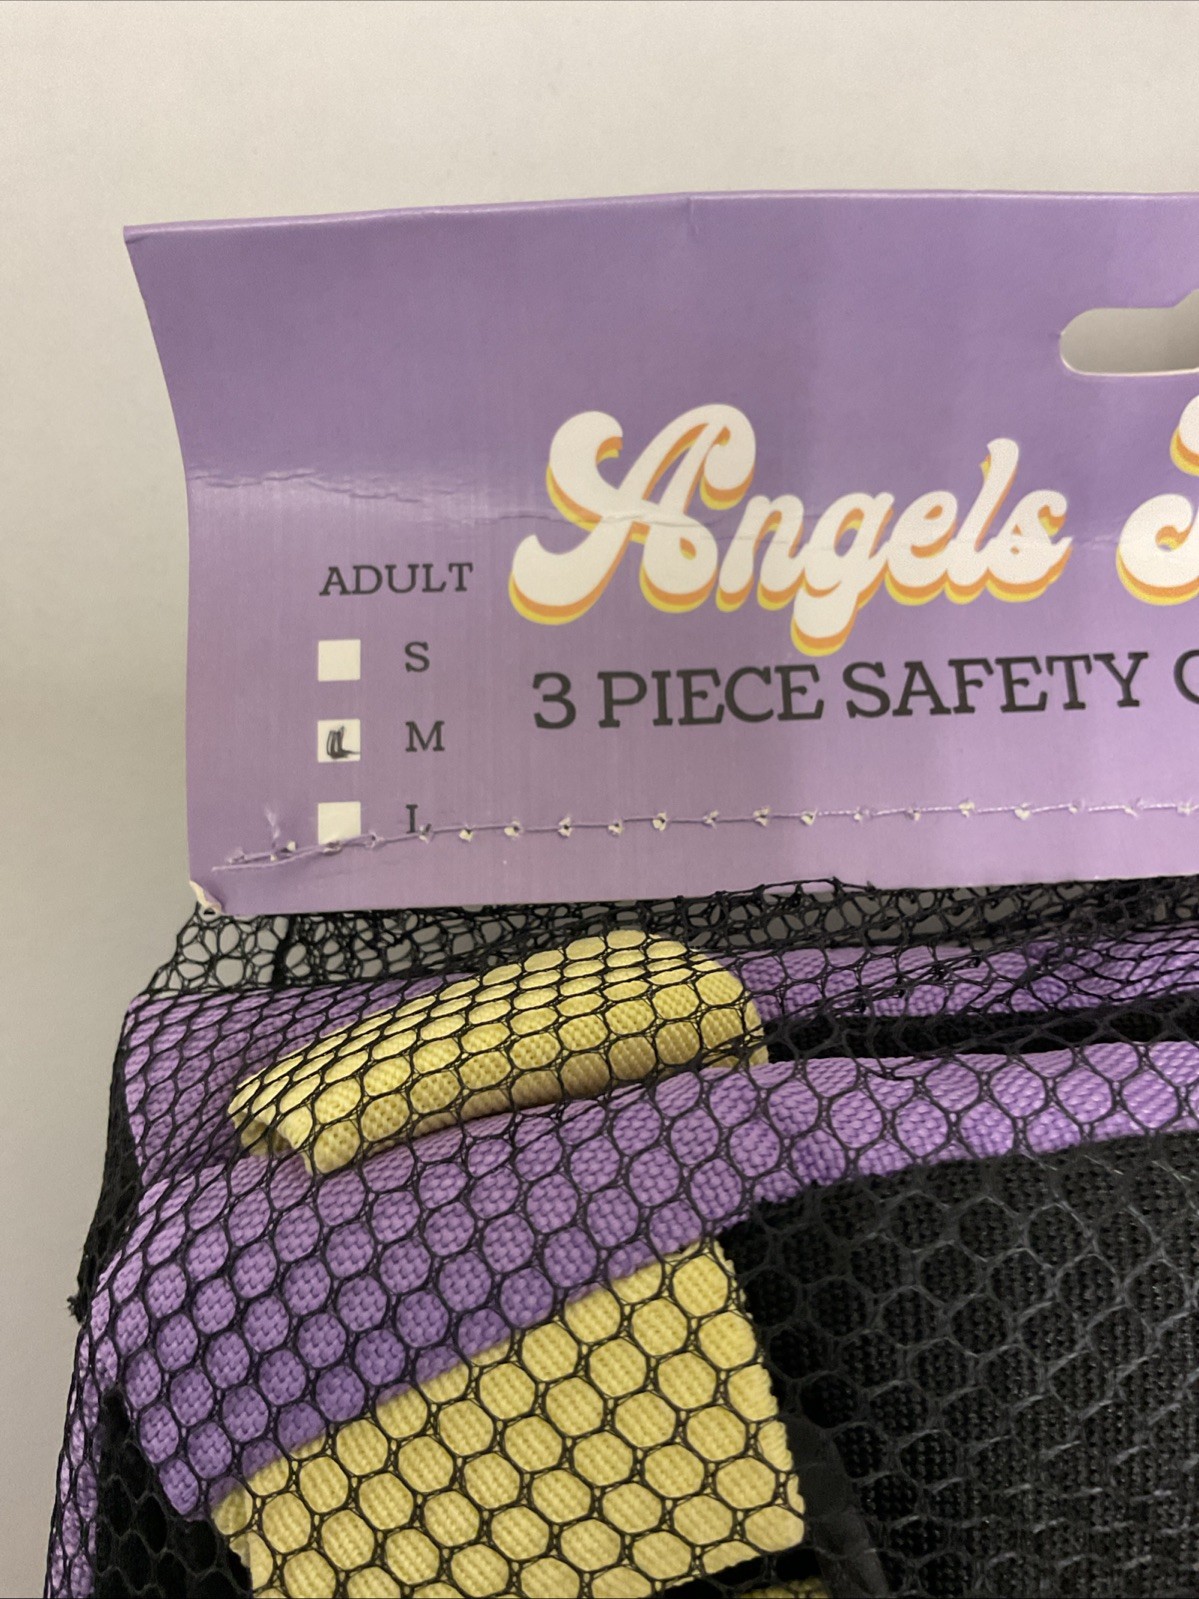 Angels
ADULT
S
M
L
3 PIECE SAFETY